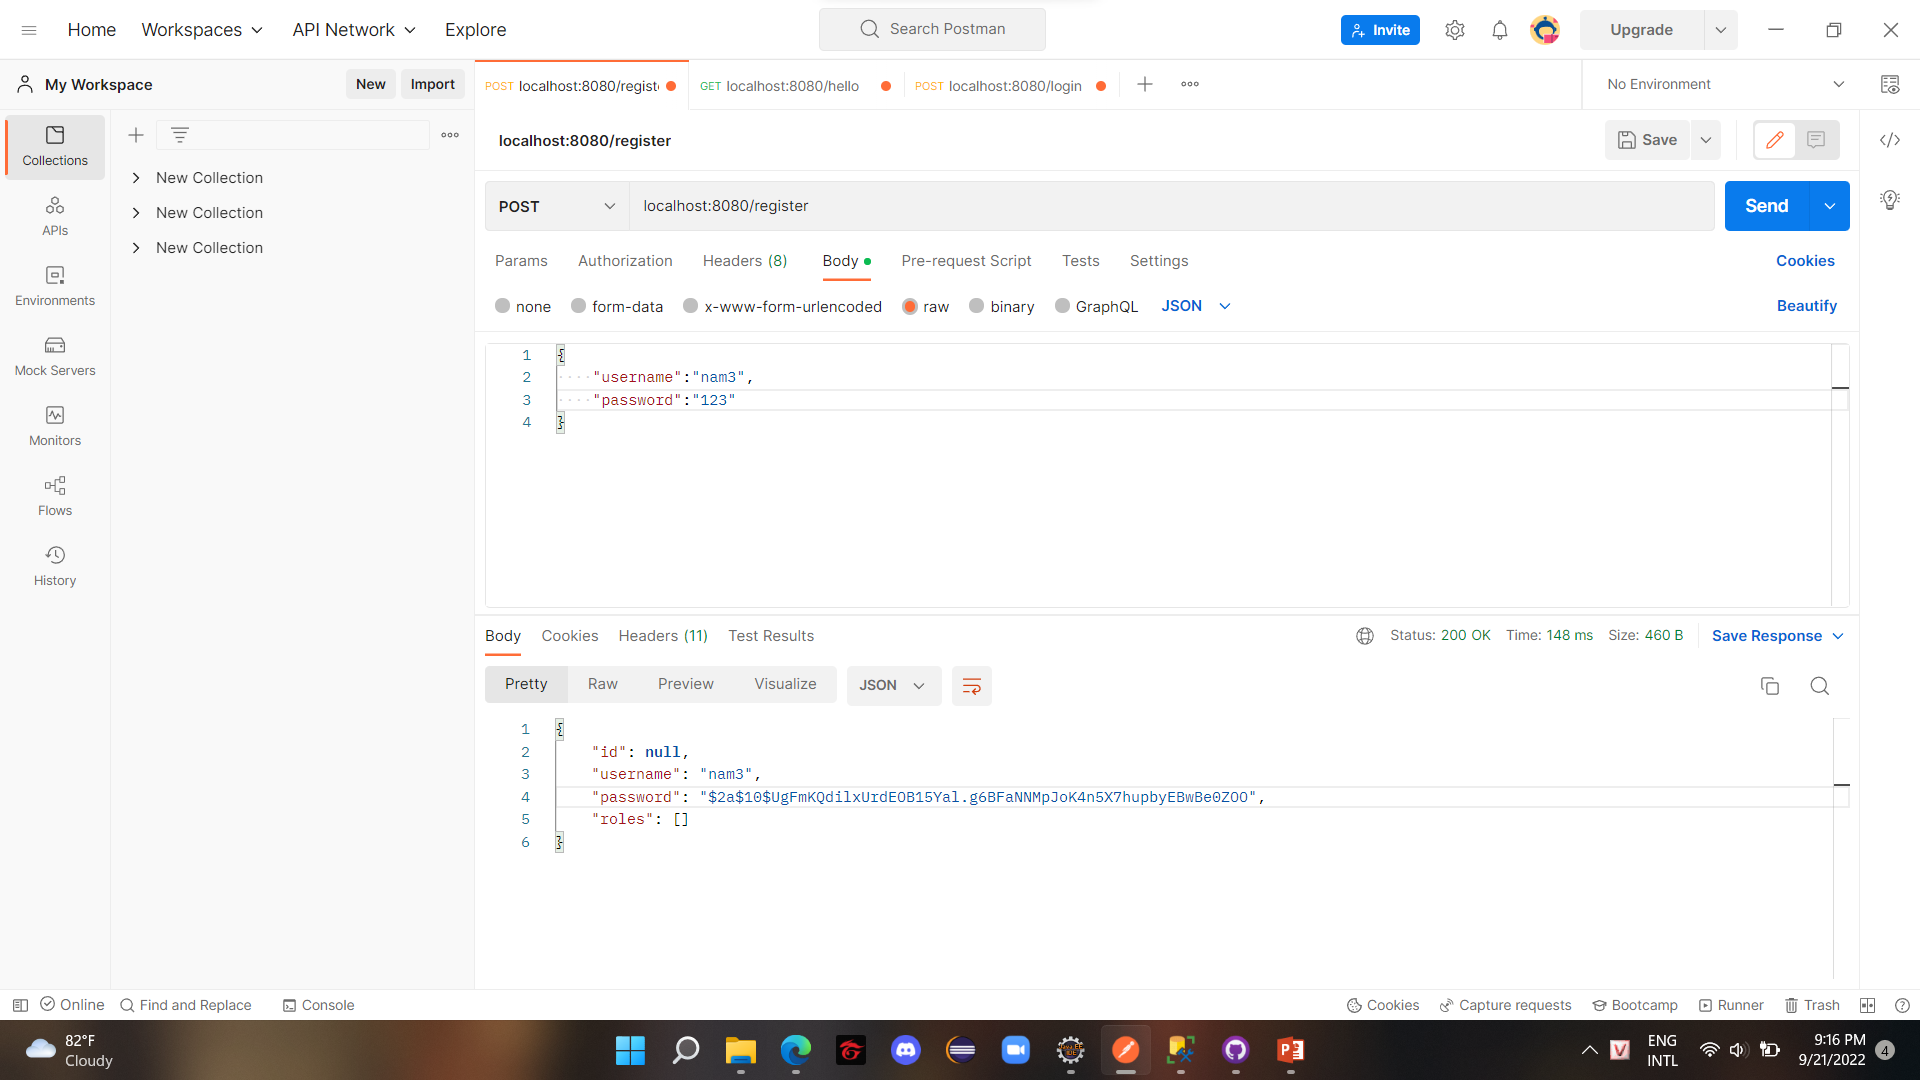 Home Workspaces API Network Explore Search Postman Invite Upgrade
My Workspace New Import POST localhost:8080/regist GET localhost:8080/hello POST localhost:8080/login No Environment
Collections
APIs
Environments
Mock Servers
Monitors
Flows
History
New Collection
New Collection
New Collection
localhost:8080/register Save
POST localhost:8080/register Send
Params Authorization Headers (8) Body Pre-request Script Tests Settings Cookies
none form-data x-www-form-urlencoded raw binary GraphQL JSON Beautify
1 {
2 "username":"nam3",
3 "password":"123"
4 }
Body Cookies Headers (11) Test Results Status: 200 OK Time: 148 ms Size: 460 B Save Response
Pretty Raw Preview Visualize JSON
1 {
2 "id": null,
3 "username": "nam3",
4 "password": "$2a$10$UgFmKQdilxUrdEOB15Yal.g6BFaNNMpJoK4n5X7hupbyEBwBe0ZOO",
5 "roles": []
6 }
Online Find and Replace Console Cookies Capture requests Bootcamp Runner Trash
82°F
Cloudy
ENG
INTL
9:16 PM
9/21/2022
4